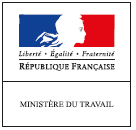 Liberté • Égalité • Fraternité
RÉPUBLIQUE FRANÇAISE
MINISTÈRE DU TRAVAIL